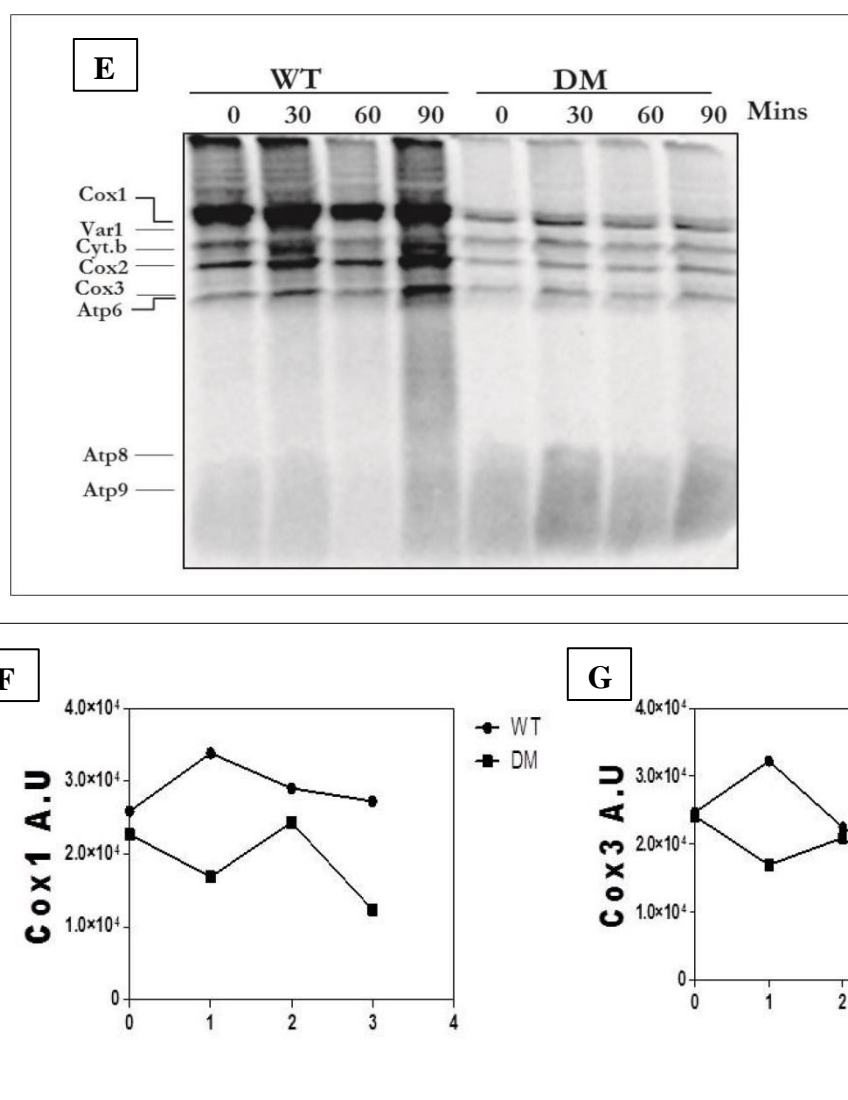 E
WT DM
0 30 60 90 0 30 60 90 Mins
Cox1
Var1
Cyt.b
Cox2
Cox3
Atp6
Atp8
Atp9
F
Cox1 A.U
4.0×10⁴
3.0×10⁴
2.0×10⁴
1.0×10⁴
0
0 1 2 3 4
WT
DM
G
Cox3 A.U
4.0×10⁴
3.0×10⁴
2.0×10⁴
1.0×10⁴
0
0 1 2